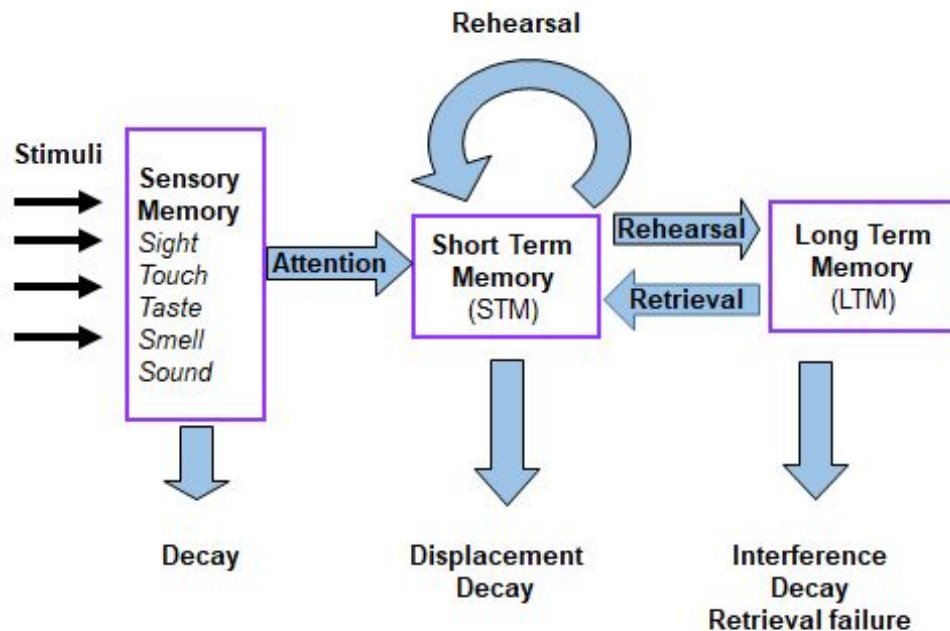 Rehearsal
Stimuli
Sensory
Memory
Sight
Touch
Taste
Smell
Sound
Attention
Short Term
Memory
(STM)
Rehearsal
Retrieval
Long Term
Memory
(LTM)
Decay
Displacement
Decay
Interference
Decay
Retrieval failure